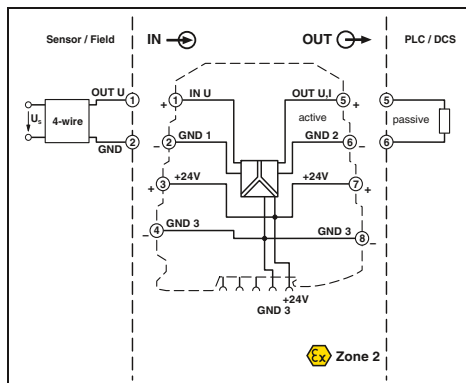 Sensor / Field
IN
OUT
PLC / DCS
OUT U
1
+
1
IN U
OUT U,I
5
+
5
Us
4-wire
active
passive
GND
2
–
2
GND 1
GND 2
6
–
6
+
3
+24V
+24V
7
+
–
4
GND 3
GND 3
8
–
+24V
GND 3
Ex
Zone 2